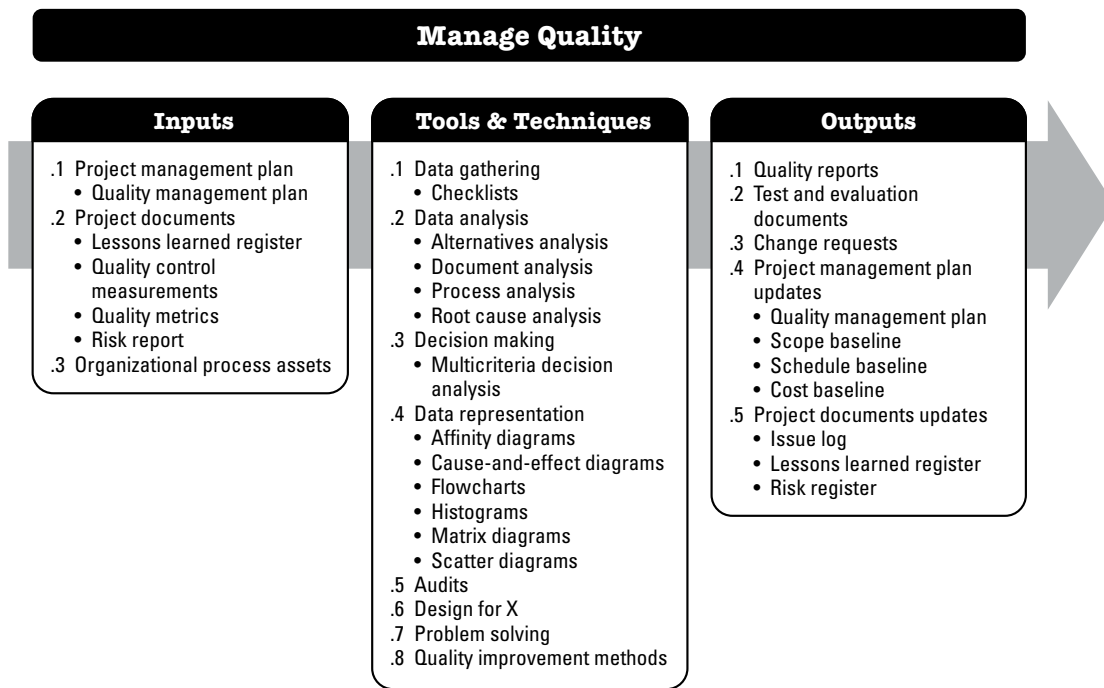 Manage Quality
Inputs
.1 Project management plan
• Quality management plan
.2 Project documents
• Lessons learned register
• Quality control
measurements
• Quality metrics
• Risk report
.3 Organizational process assets
Tools & Techniques
.1 Data gathering
• Checklists
.2 Data analysis
• Alternatives analysis
• Document analysis
• Process analysis
• Root cause analysis
.3 Decision making
• Multicriteria decision
analysis
.4 Data representation
• Affinity diagrams
• Cause-and-effect diagrams
• Flowcharts
• Histograms
• Matrix diagrams
• Scatter diagrams
.5 Audits
.6 Design for X
.7 Problem solving
.8 Quality improvement methods
Outputs
.1 Quality reports
.2 Test and evaluation
documents
.3 Change requests
.4 Project management plan
updates
• Quality management plan
• Scope baseline
• Schedule baseline
• Cost baseline
.5 Project documents updates
• Issue log
• Lessons learned register
• Risk register